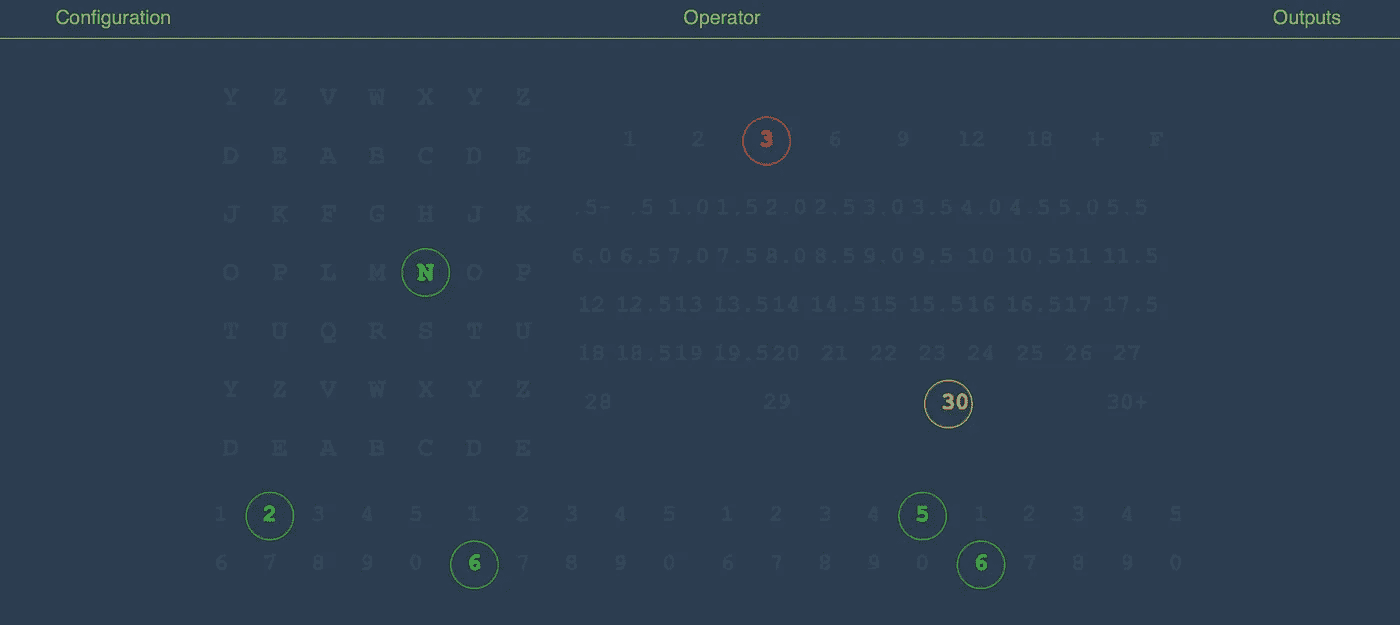 Configuration Operator Outputs
Y Z V W X Y Z
1 2 3 6 9 12 18 + F
D E A B C D E
.5- .5 1.0 1.5 2.0 2.5 3.0 3.5 4.0 4.5 5.0 5.5
J K F G H J K
6.0 6.5 7.0 7.5 8.0 8.5 9.0 9.5 10 10.5 11 11.5
O P L M N O P
12 12.5 13 13.5 14 14.5 15 15.5 16 16.5 17 17.5
T U Q R S T U
18 18.5 19 19.5 20 21 22 23 24 25 26 27
Y Z V W X Y Z
28 29 30 30+
D E A B C D E
1 2 3 4 5 1 2 3 4 5 1 2 3 4 5 1 2 3 4 5
6 7 8 9 0 6 7 8 9 0 6 7 8 9 0 6 7 8 9 0